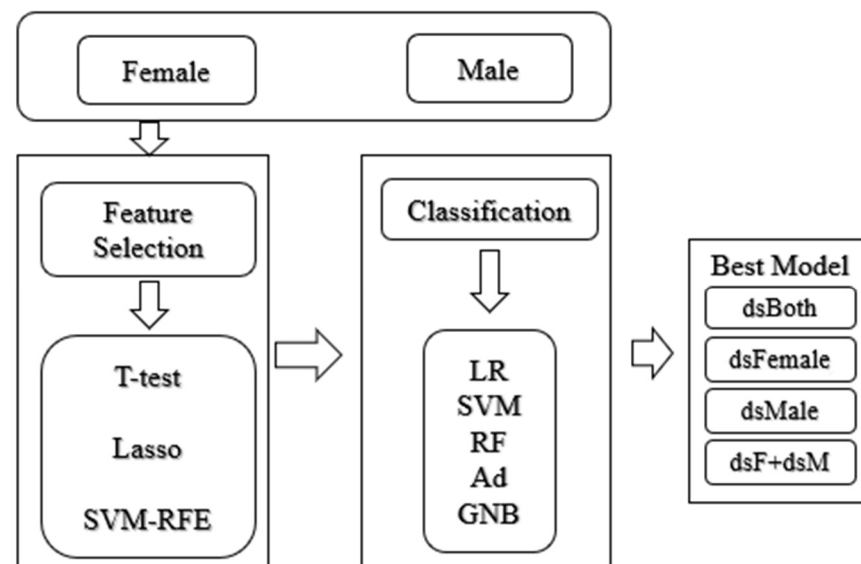 Female
Male
Feature
Selection
T-test
Lasso
SVM-RFE
Classification
LR
SVM
RF
Ad
GNB
Best Model
dsBoth
dsFemale
dsMale
dsF+dsM